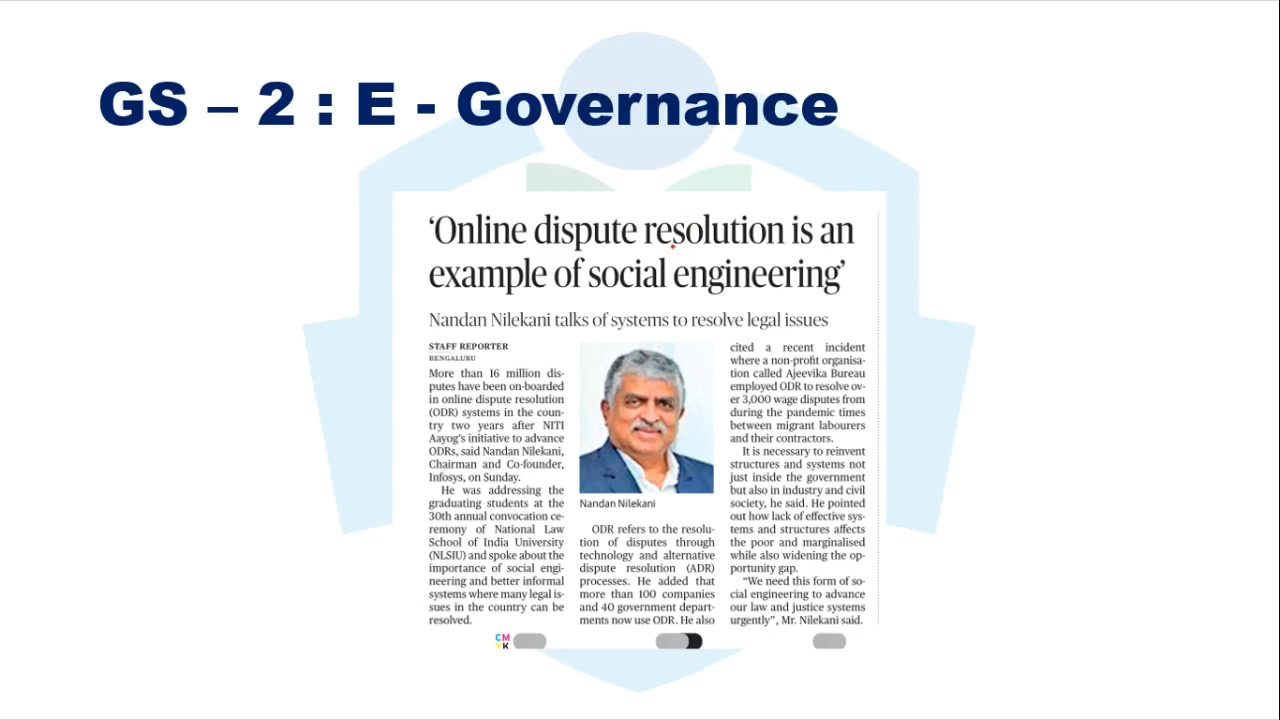 GS – 2 : E - Governance
‘Online dispute resolution is an
example of social engineering’
Nandan Nilekani talks of systems to resolve legal issues
STAFF REPORTER
BENGALURU
More than 16 million dis-
putes have been on-boarded
in online dispute resolution
(ODR) systems in the coun-
try two years after NITI
Aayog's initiative to advance
ODRs, said Nandan Nilekani,
Chairman and Co-founder,
Infosys, on Sunday.
He was addressing the
graduating students at the
30th annual convocation ce-
remony of National Law
School of India University
(NLSIU) and spoke about the
importance of social engi-
neering and better informal
systems where many legal is-
sues in the country can be
resolved.
Nandan Nilekani
ODR refers to the resolu-
tion of disputes through
technology and alternative
dispute resolution (ADR)
processes. He added that
more than 100 companies
and 40 government depart-
ments now use ODR. He also
cited a recent incident
where a non-profit organisa-
tion called Ajeevika Bureau
employed ODR to resolve ov-
er 3,000 wage disputes from
during the pandemic times
between migrant labourers
and their contractors.
It is necessary to reinvent
structures and systems not
just inside the government
but also in industry and civil
society, he said. He pointed
out how lack of effective sys-
tems and structures affects
the poor and marginalised
while also widening the op-
portunity gap.
“We need this form of so-
cial engineering to advance
our law and justice systems
urgently”, Mr. Nilekani said.
CM
YK